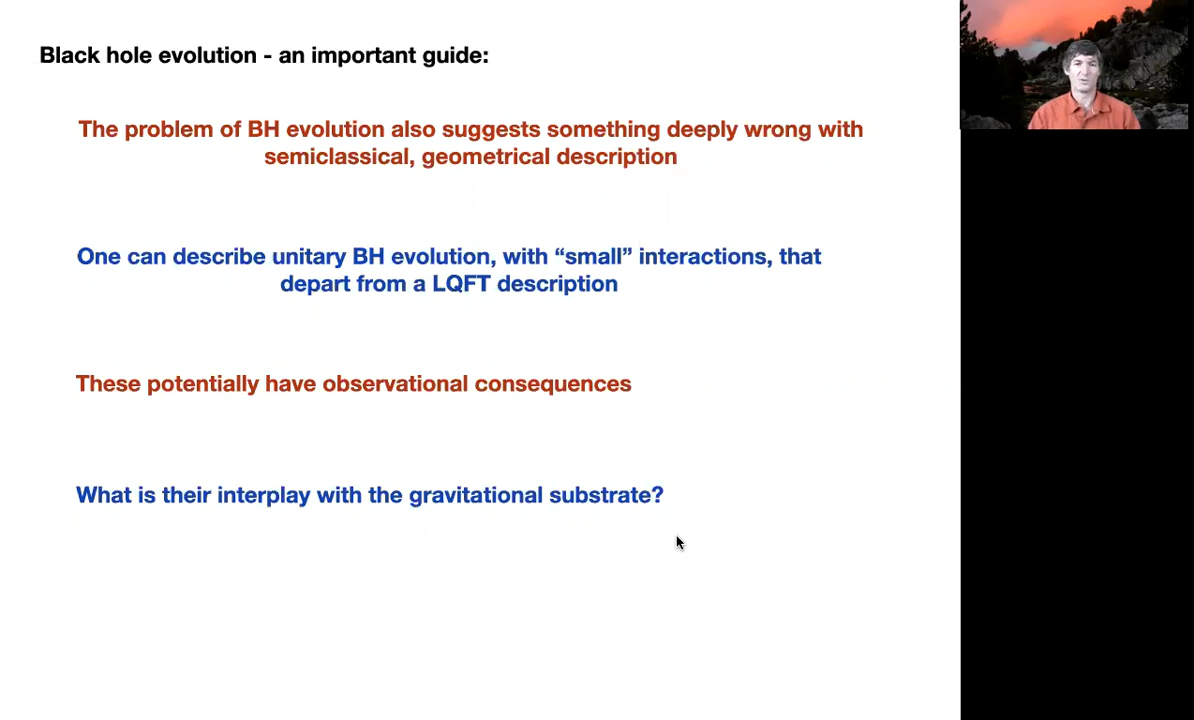 Black hole evolution - an important guide:
The problem of BH evolution also suggests something deeply wrong with
semiclassical, geometrical description
One can describe unitary BH evolution, with “small” interactions, that
depart from a LQFT description
These potentially have observational consequences
What is their interplay with the gravitational substrate?